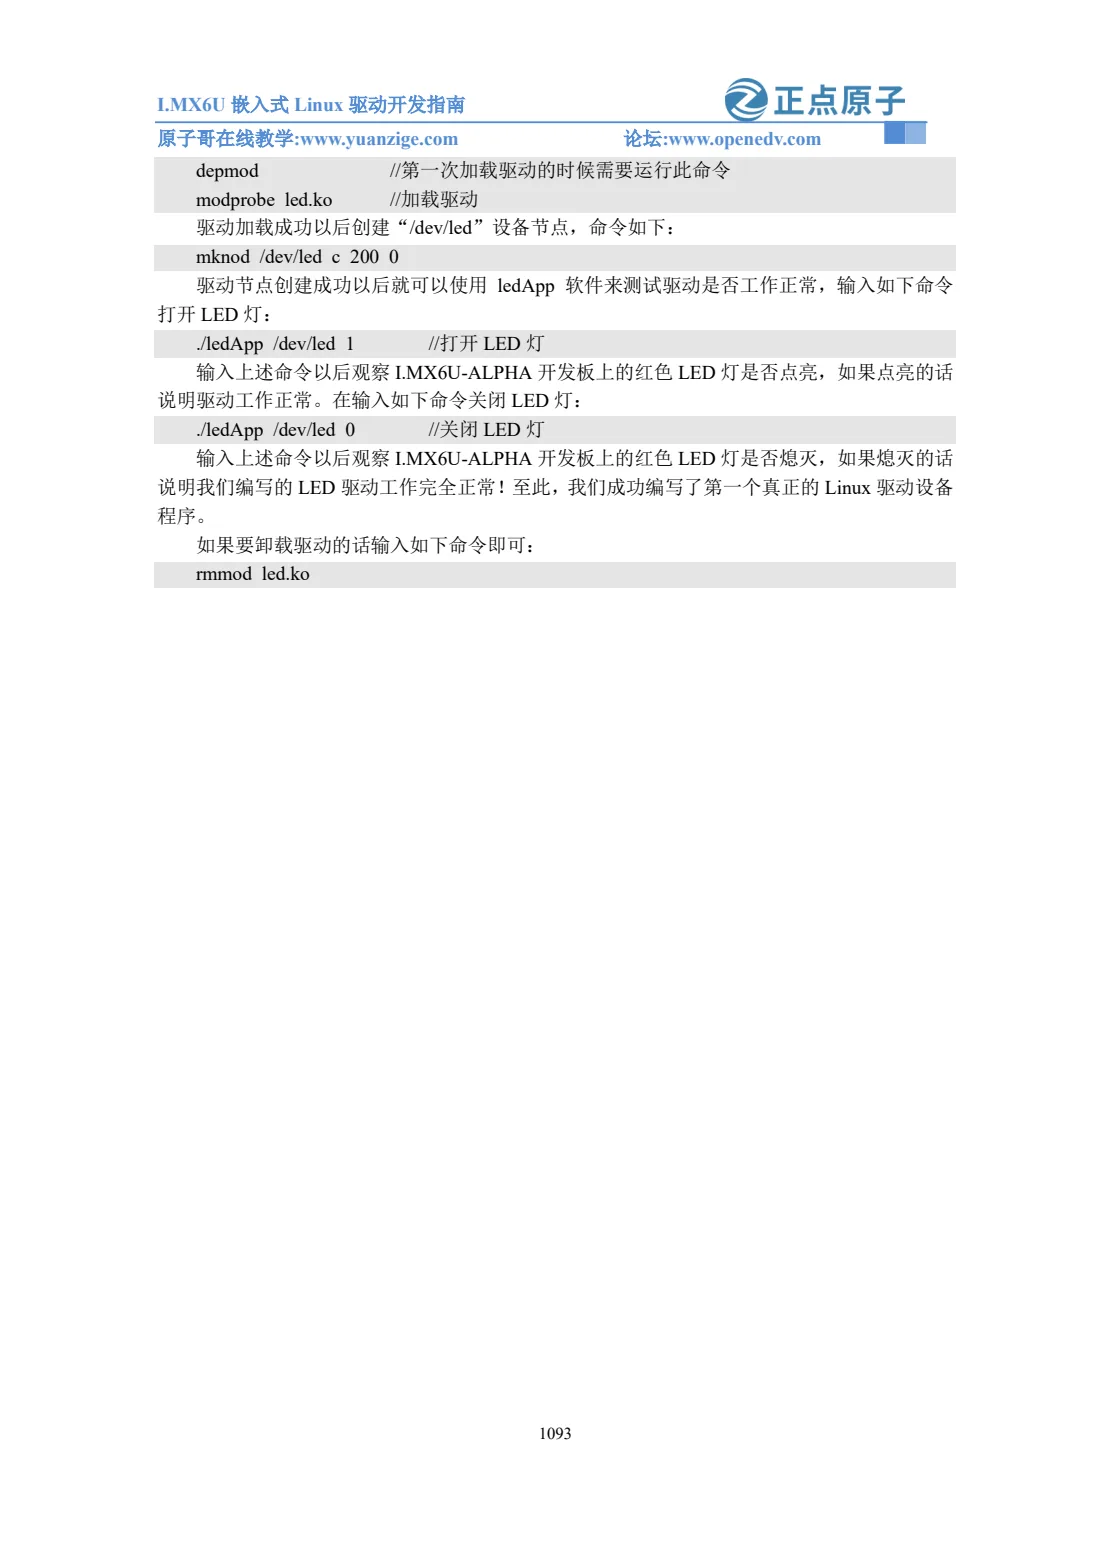 I.MX6U 嵌入式 Linux 驱动开发指南
正点原子
原子哥在线教学:www.yuanzige.com 论坛:www.openedv.com
depmod //第一次加载驱动的时候需要运行此命令
modprobe led.ko //加载驱动
驱动加载成功以后创建“/dev/led”设备节点，命令如下：
mknod /dev/led c 200 0
驱动节点创建成功以后就可以使用 ledApp 软件来测试驱动是否工作正常，输入如下命令
打开 LED 灯：
./ledApp /dev/led 1 //打开 LED 灯
输入上述命令以后观察 I.MX6U-ALPHA 开发板上的红色 LED 灯是否点亮，如果点亮的话
说明驱动工作正常。在输入如下命令关闭 LED 灯：
./ledApp /dev/led 0 //关闭 LED 灯
输入上述命令以后观察 I.MX6U-ALPHA 开发板上的红色 LED 灯是否熄灭，如果熄灭的话
说明我们编写的 LED 驱动工作完全正常！至此，我们成功编写了第一个真正的 Linux 驱动设备
程序。
如果要卸载驱动的话输入如下命令即可：
rmmod led.ko
1093